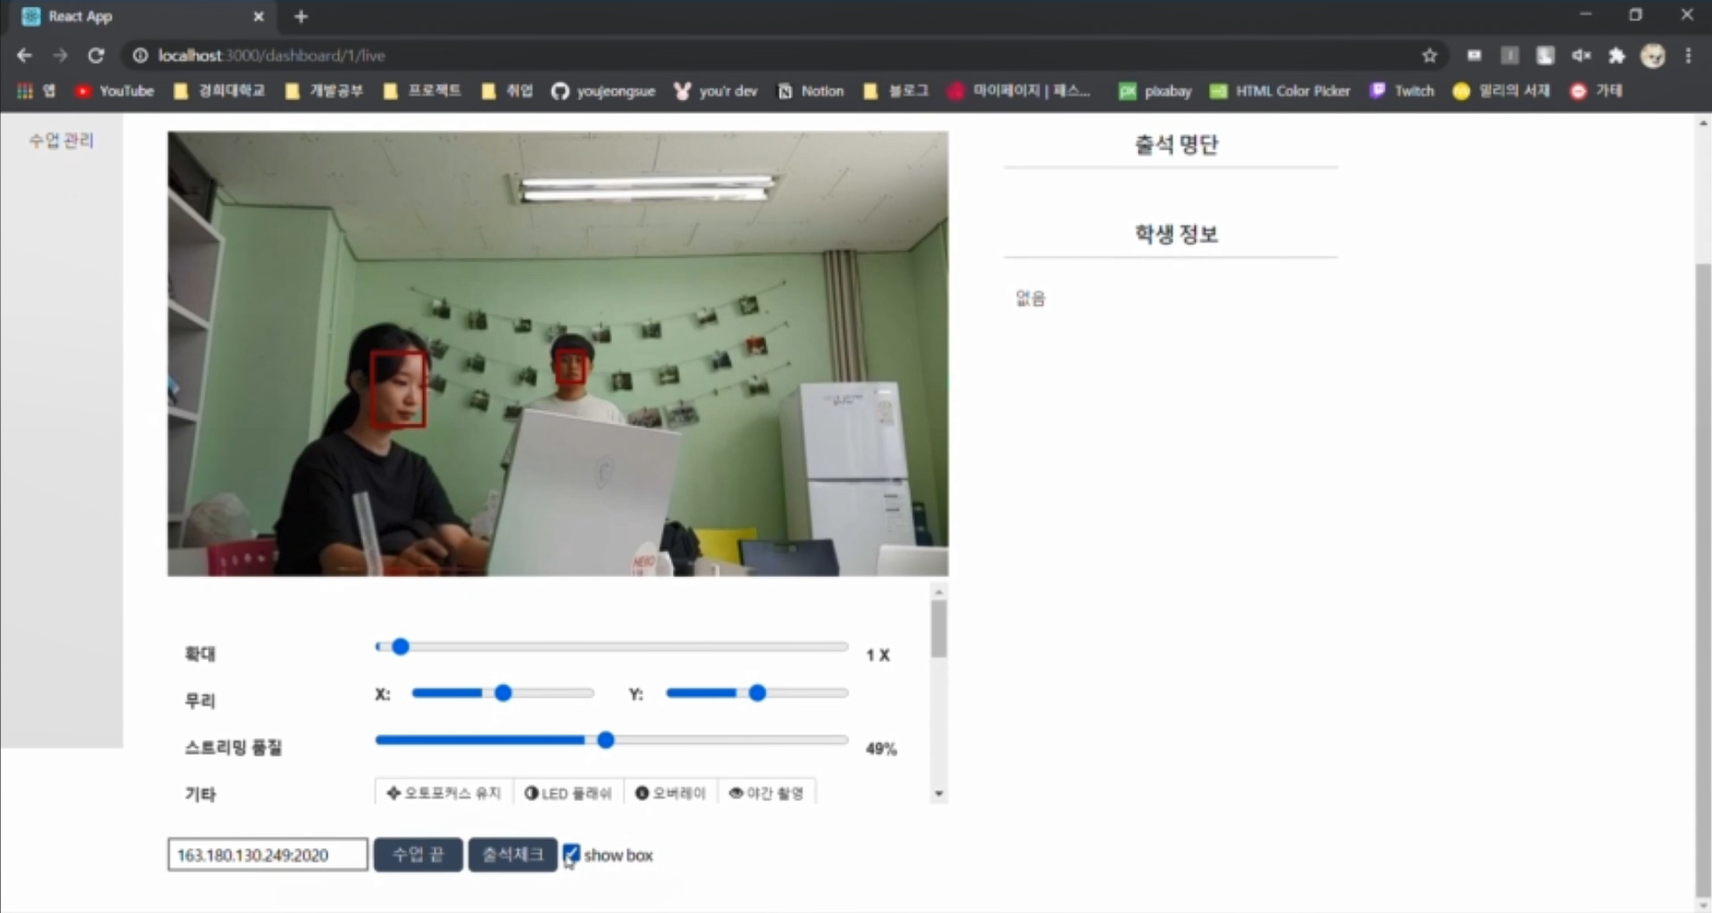 React App
localhost:3000/dashboard/1/live
앱 YouTube 경희대학교 개발공부 프로젝트 취업 youjeongsue you'r dev Notion 블로그 마이페이지 | 패스... pixabay HTML Color Picker Twitch 밀리의 서재 가테
수업 관리
출석 명단
학생 정보
없음
HERO
확대 1 X
무리 X: Y:
스트리밍 품질 49%
기타 오토포커스 유지 LED 플래쉬 오버레이 야간 촬영
163.180.130.249:2020 수업 끝 출석체크 show box